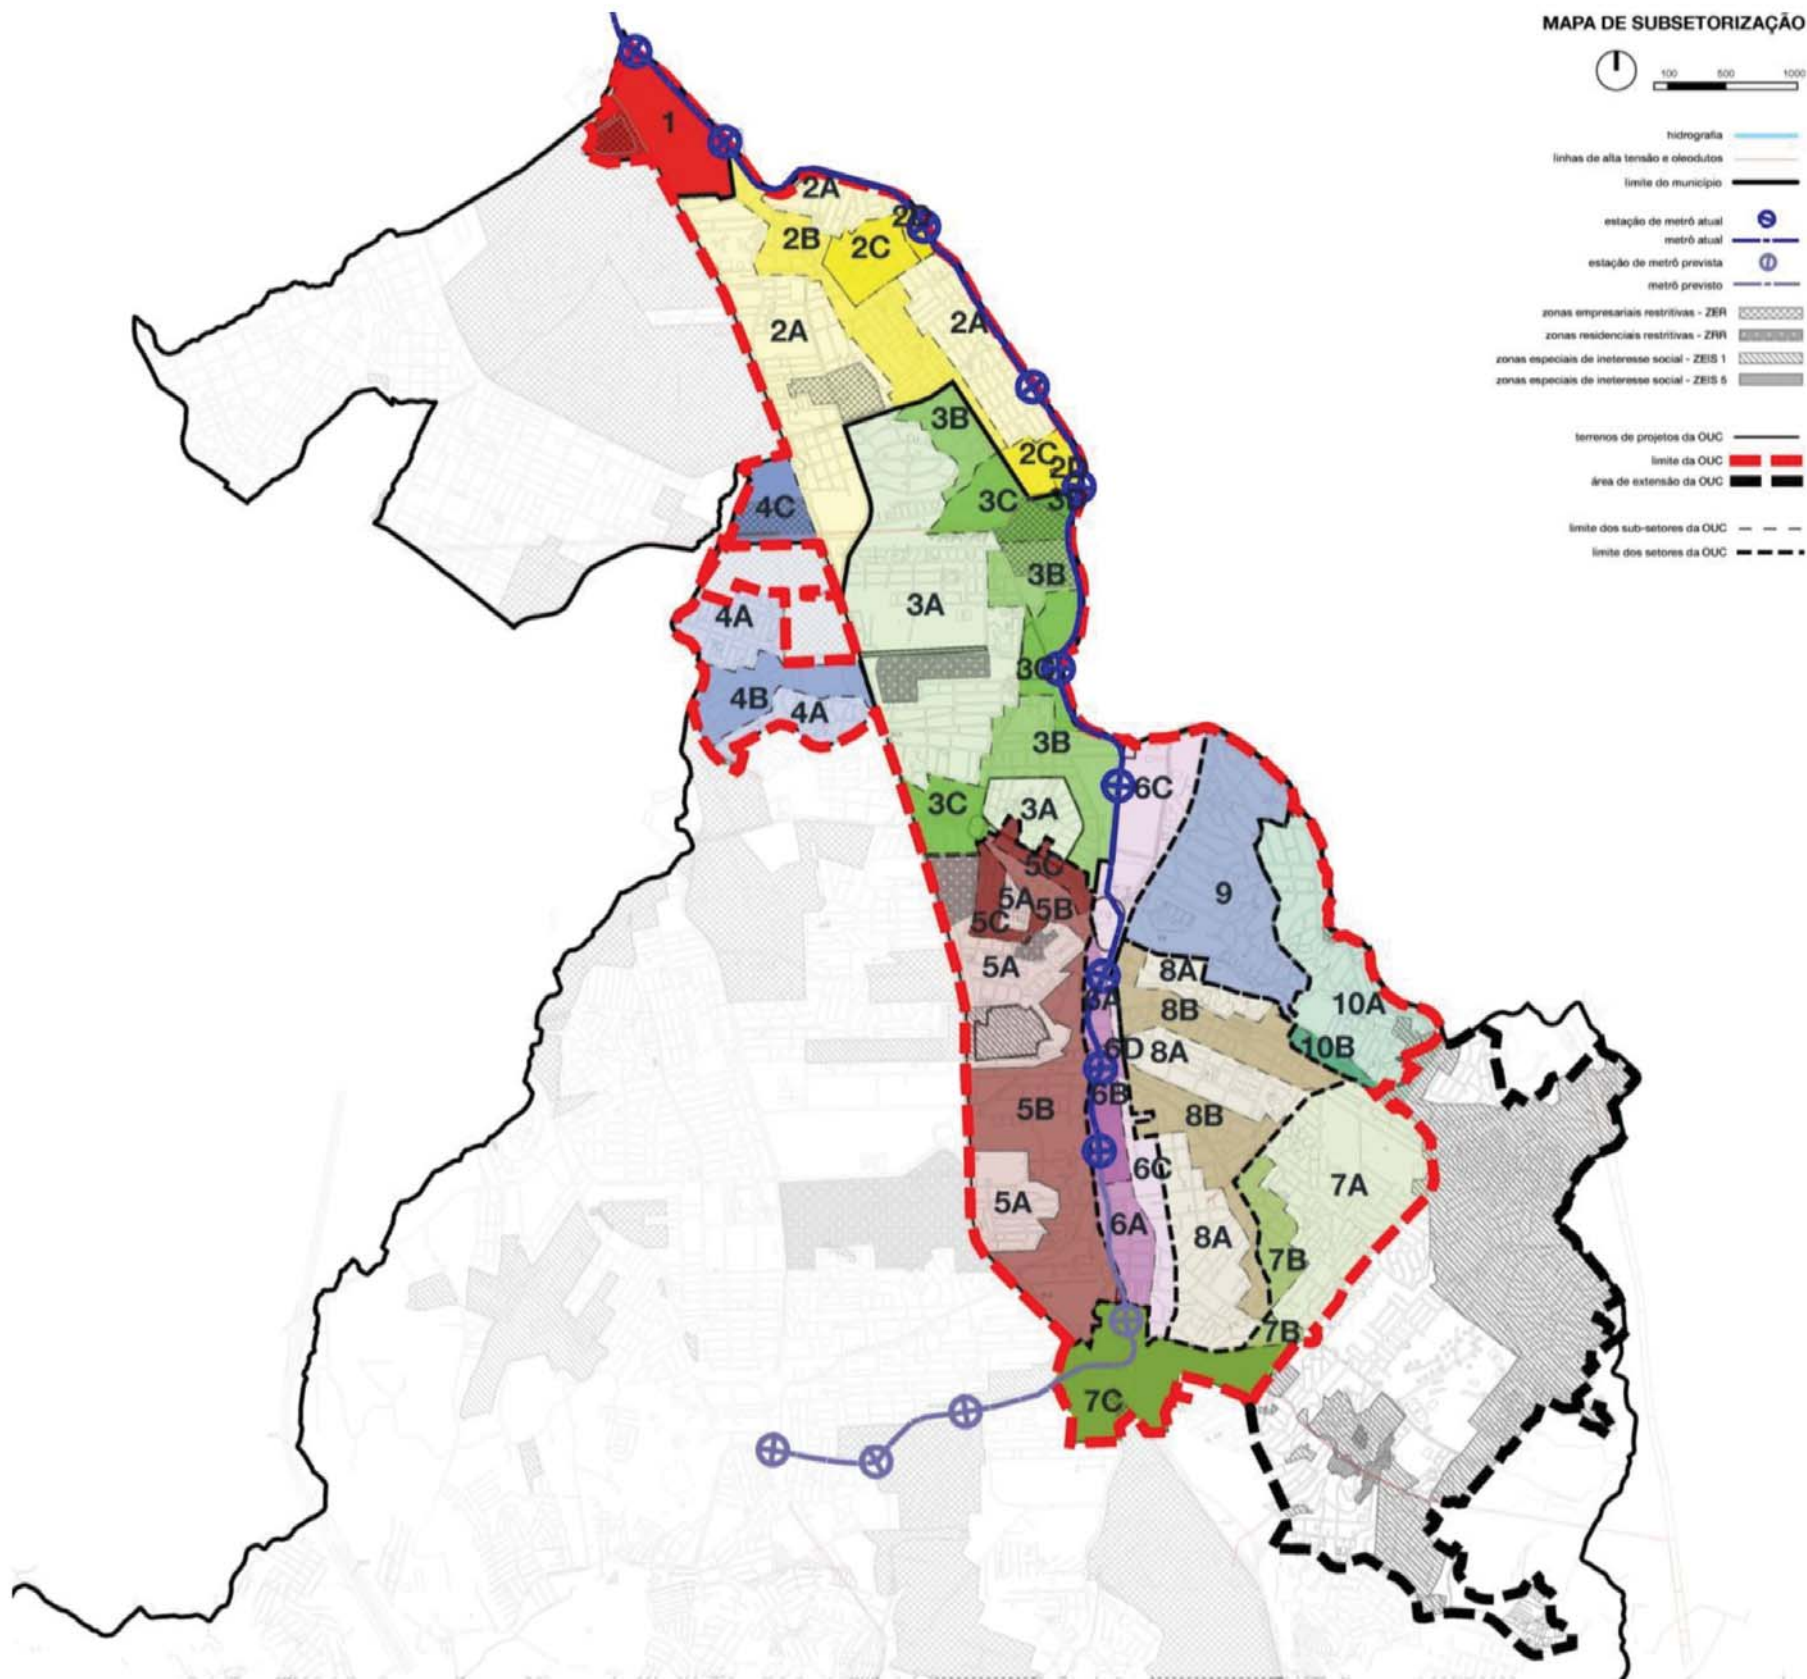 MAPA DE SUBSETORIZAÇÃO
100 500 1000
hidrografia
linhas de alta tensão e oleodutos
limite do município
estação de metrô atual
metrô atual
estação de metrô prevista
metrô previsto
zonas empresariais restritivas - ZER
zonas residenciais restritivas - ZRR
zonas especiais de ineteresse social - ZEIS 1
zonas especiais de ineteresse social - ZEIS 5
terrenos de projetos da OUC
limite da OUC
área de extensão da OUC
limite dos sub-setores da OUC
limite dos setores da OUC
1
2A
2B
2C
2A
2A
3B
2C
3C
4C
3B
3A
4A
4B
4A
3B
6C
3C
3A
5C
5A
5B
5C
9
5A
8A
10A
8B
6D
8A
10B
6B
5B
8B
6C
7A
5A
6A
8A
7B
7B
7C